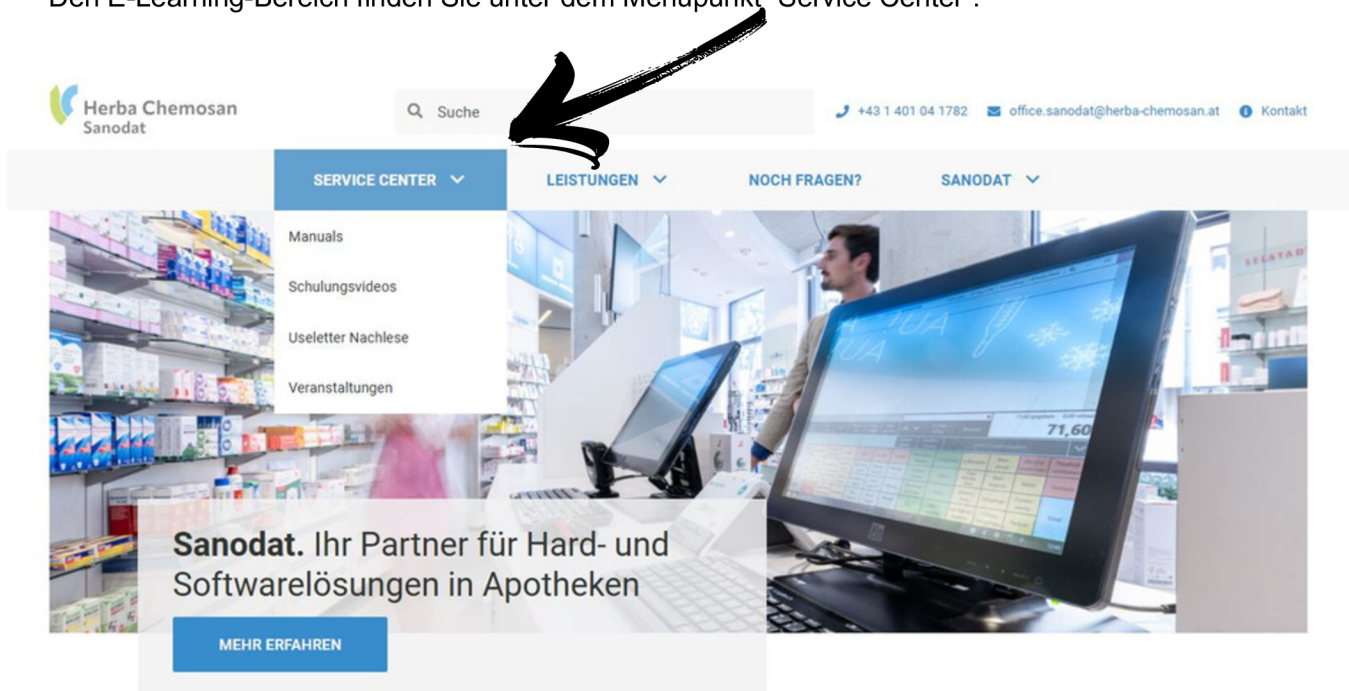 Den E-Learning-Bereich finden Sie unter dem Menüpunkt "Service Center".
Herba Chemosan
Sanodat
Suche
+43 1 401 04 1782
office.sanodat@herba-chemosan.at
Kontakt
SERVICE CENTER
LEISTUNGEN
NOCH FRAGEN?
SANODAT
Manuals
Schulungsvideos
Useletter Nachlese
Veranstaltungen
71,60
Sanodat. Ihr Partner für Hard- und
Softwarelösungen in Apotheken
MEHR ERFAHREN